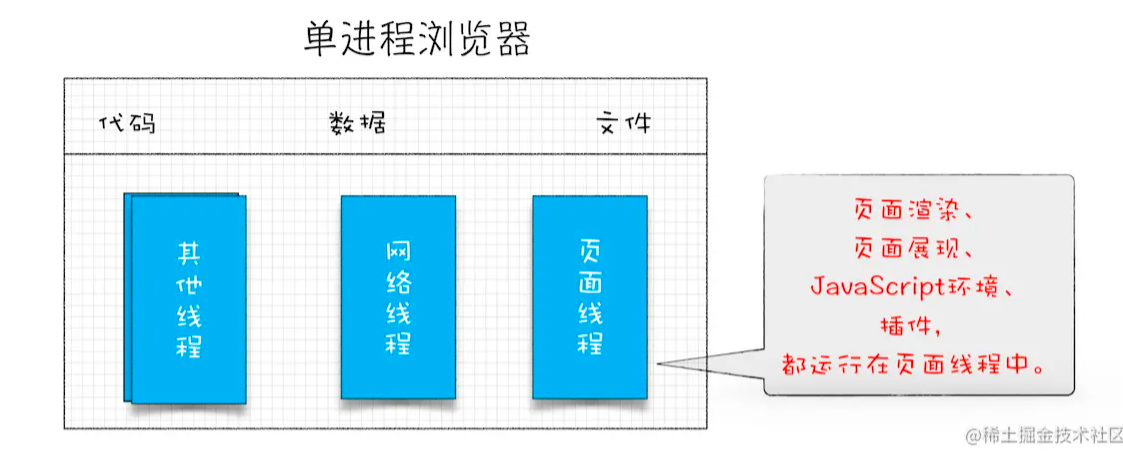 单进程浏览器
代码
数据
文件
其他线程
网络线程
页面线程
页面渲染、
页面展现、
JavaScript环境、
插件，
都运行在页面线程中。
@稀土掘金技术社区